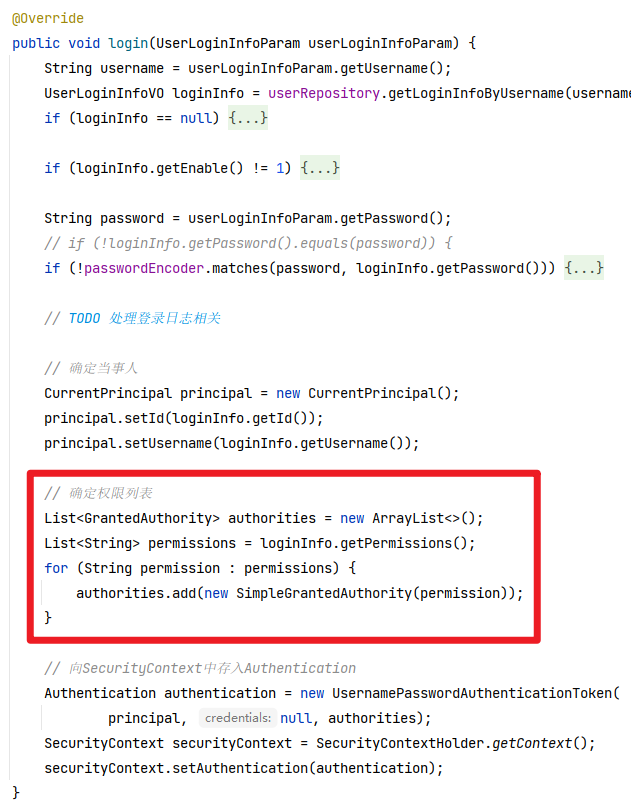 @Override
public void login(UserLoginInfoParam userLoginInfoParam) {
    String username = userLoginInfoParam.getUsername();
    UserLoginInfoVO loginInfo = userRepository.getLoginInfoByUsername(username
    if (loginInfo == null) {...}
    if (loginInfo.getEnable() != 1) {...}
    String password = userLoginInfoParam.getPassword();
    // if (!loginInfo.getPassword().equals(password)) {
    if (!passwordEncoder.matches(password, loginInfo.getPassword())) {...}
    // TODO 处理登录日志相关
    // 确定当事人
    CurrentPrincipal principal = new CurrentPrincipal();
    principal.setId(loginInfo.getId());
    principal.setUsername(loginInfo.getUsername());
    // 确定权限列表
    List<GrantedAuthority> authorities = new ArrayList<>();
    List<String> permissions = loginInfo.getPermissions();
    for (String permission : permissions) {
        authorities.add(new SimpleGrantedAuthority(permission));
    }
    // 向SecurityContext中存入Authentication
    Authentication authentication = new UsernamePasswordAuthenticationToken(
            principal, credentials: null, authorities);
    SecurityContext securityContext = SecurityContextHolder.getContext();
    securityContext.setAuthentication(authentication);
}